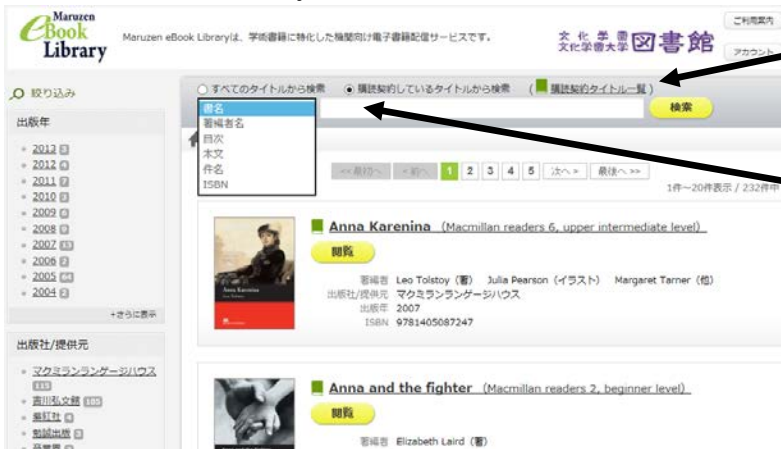 Maruzen
eBook
Library
Maruzen eBook Libraryは、学術書籍に特化した機関向け電子書籍配信サービスです。
図書館
ご利用案内
アカウント
絞り込み
すべてのタイトルから検索 購読契約しているタイトルから検索 ( 購読契約タイトル一覧 )
書名
著編者名
目次
本文
件名
ISBN
検索
出版年
2013
2012
2011
2010
2009
2008
2007
2006
2005
2004
+さらに表示
<<最初へ <前へ 1 2 3 4 5 次へ> 最後へ>>
1件~20件表示 / 232件中
Anna Karenina (Macmillan readers 6, upper intermediate level)
閲覧
著編者 Leo Tolstoy (著) Julia Pearson (イラスト) Margaret Tarner (他)
出版社/提供元 マクミランランゲージハウス
出版年 2007
ISBN 9781405087247
出版社/提供元
マクミランランゲージハウス
115
吉川弘文館
紫紅社
勉誠出版
Anna and the fighter (Macmillan readers 2, beginner level)
閲覧
著編者 Elizabeth Laird (著)